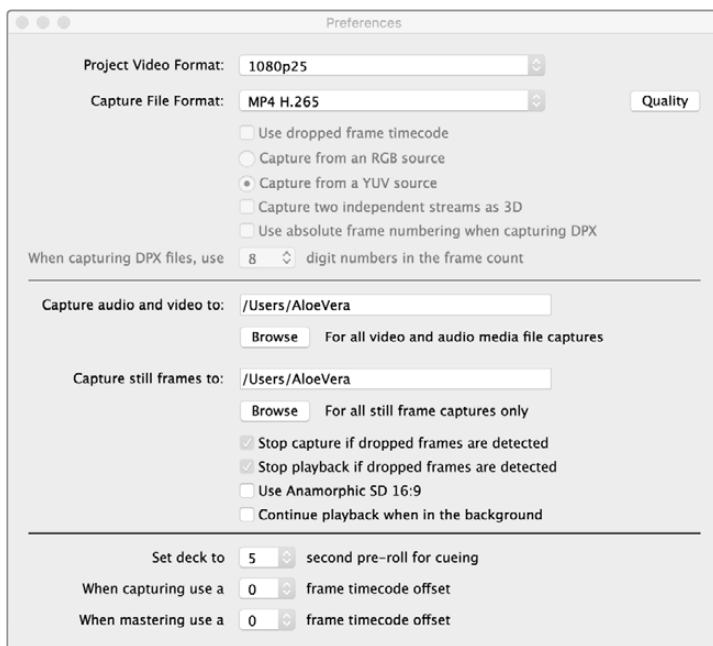 Preferences
Project Video Format: 1080p25
Capture File Format: MP4 H.265 Quality
Use dropped frame timecode
Capture from an RGB source
Capture from a YUV source
Capture two independent streams as 3D
Use absolute frame numbering when capturing DPX
When capturing DPX files, use 8 digit numbers in the frame count
Capture audio and video to: /Users/AloeVera
Browse For all video and audio media file captures
Capture still frames to: /Users/AloeVera
Browse For all still frame captures only
Stop capture if dropped frames are detected
Stop playback if dropped frames are detected
Use Anamorphic SD 16:9
Continue playback when in the background
Set deck to 5 second pre-roll for cueing
When capturing use a 0 frame timecode offset
When mastering use a 0 frame timecode offset